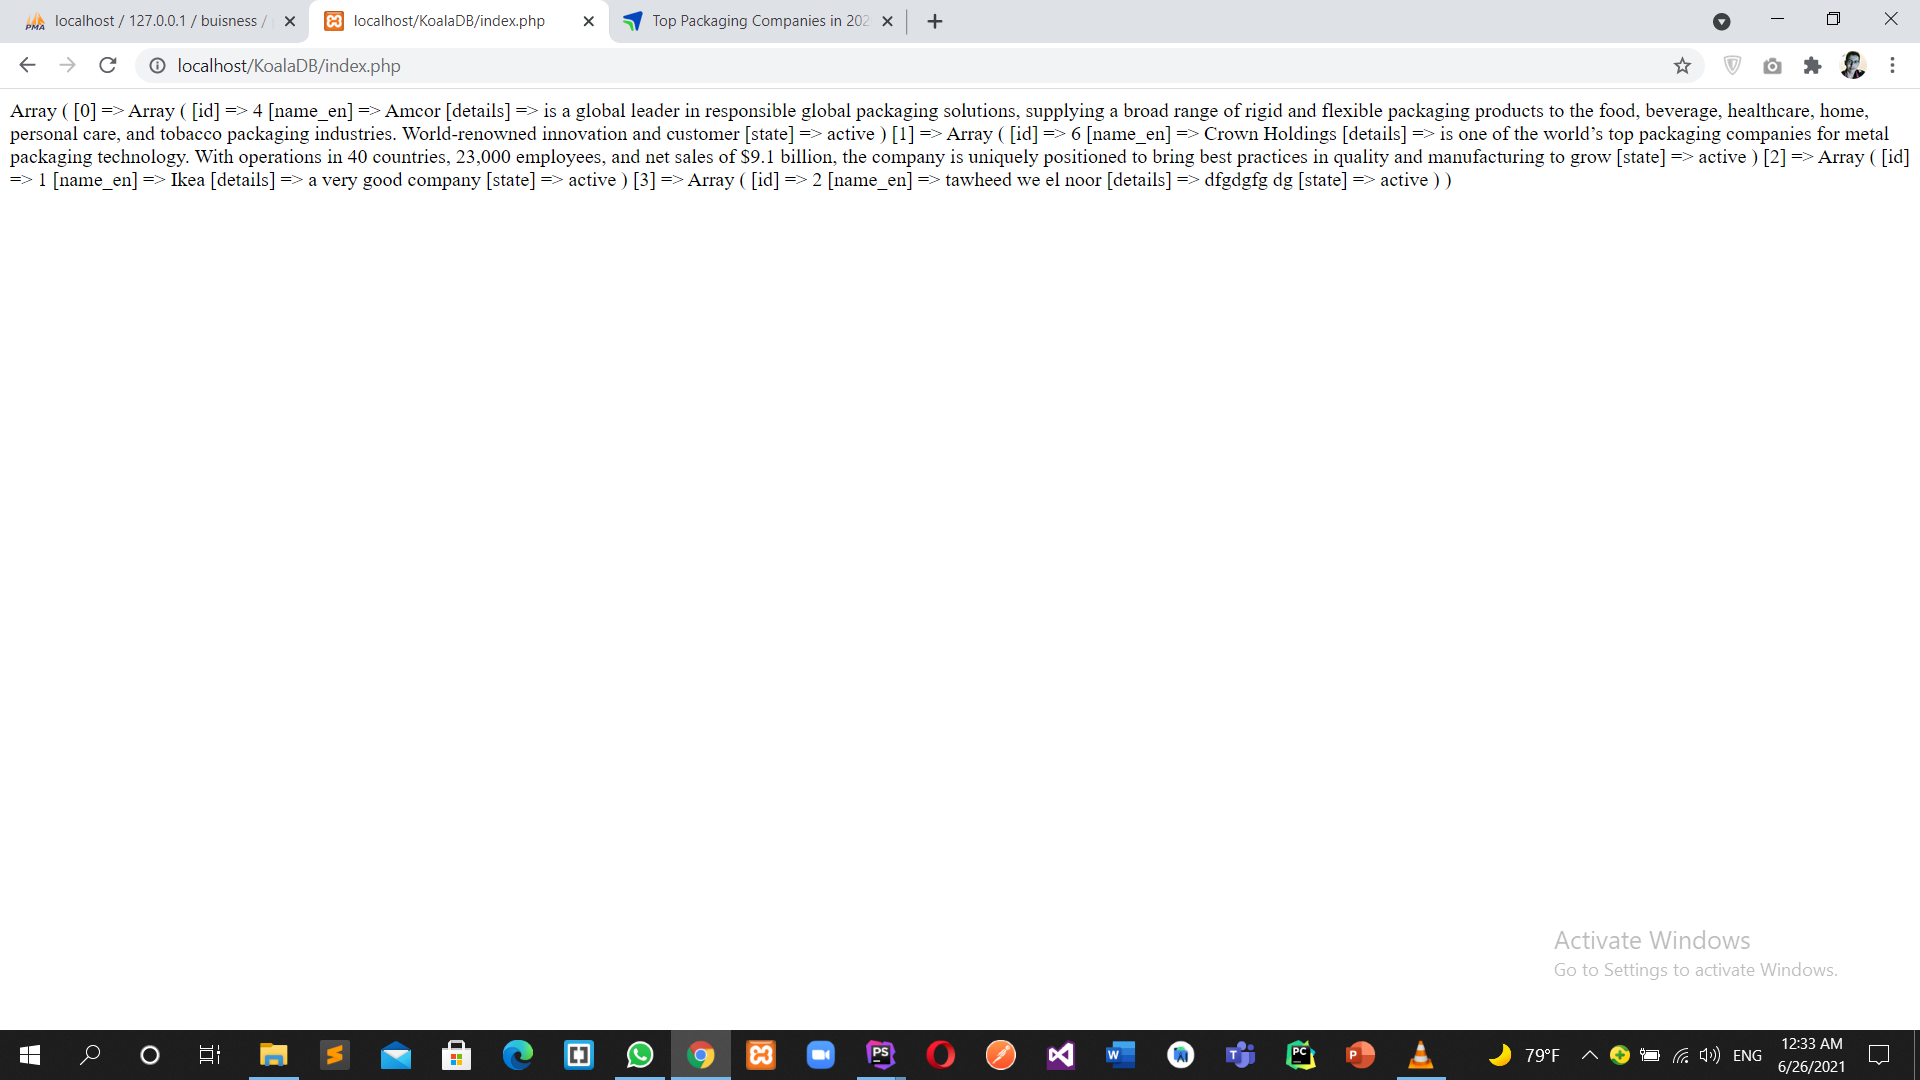 localhost / 127.0.0.1 / buisness /
localhost/KoalaDB/index.php
Top Packaging Companies in 202
localhost/KoalaDB/index.php
Array ( [0] => Array ( [id] => 4 [name_en] => Amcor [details] => is a global leader in responsible global packaging solutions, supplying a broad range of rigid and flexible packaging products to the food, beverage, healthcare, home,
personal care, and tobacco packaging industries. World-renowned innovation and customer [state] => active ) [1] => Array ( [id] => 6 [name_en] => Crown Holdings [details] => is one of the world’s top packaging companies for metal
packaging technology. With operations in 40 countries, 23,000 employees, and net sales of $9.1 billion, the company is uniquely positioned to bring best practices in quality and manufacturing to grow [state] => active ) [2] => Array ( [id]
=> 1 [name_en] => Ikea [details] => a very good company [state] => active ) [3] => Array ( [id] => 2 [name_en] => tawheed we el noor [details] => dfgdgfg dg [state] => active ) )
Activate Windows
Go to Settings to activate Windows.
79°F
ENG
12:33 AM
6/26/2021